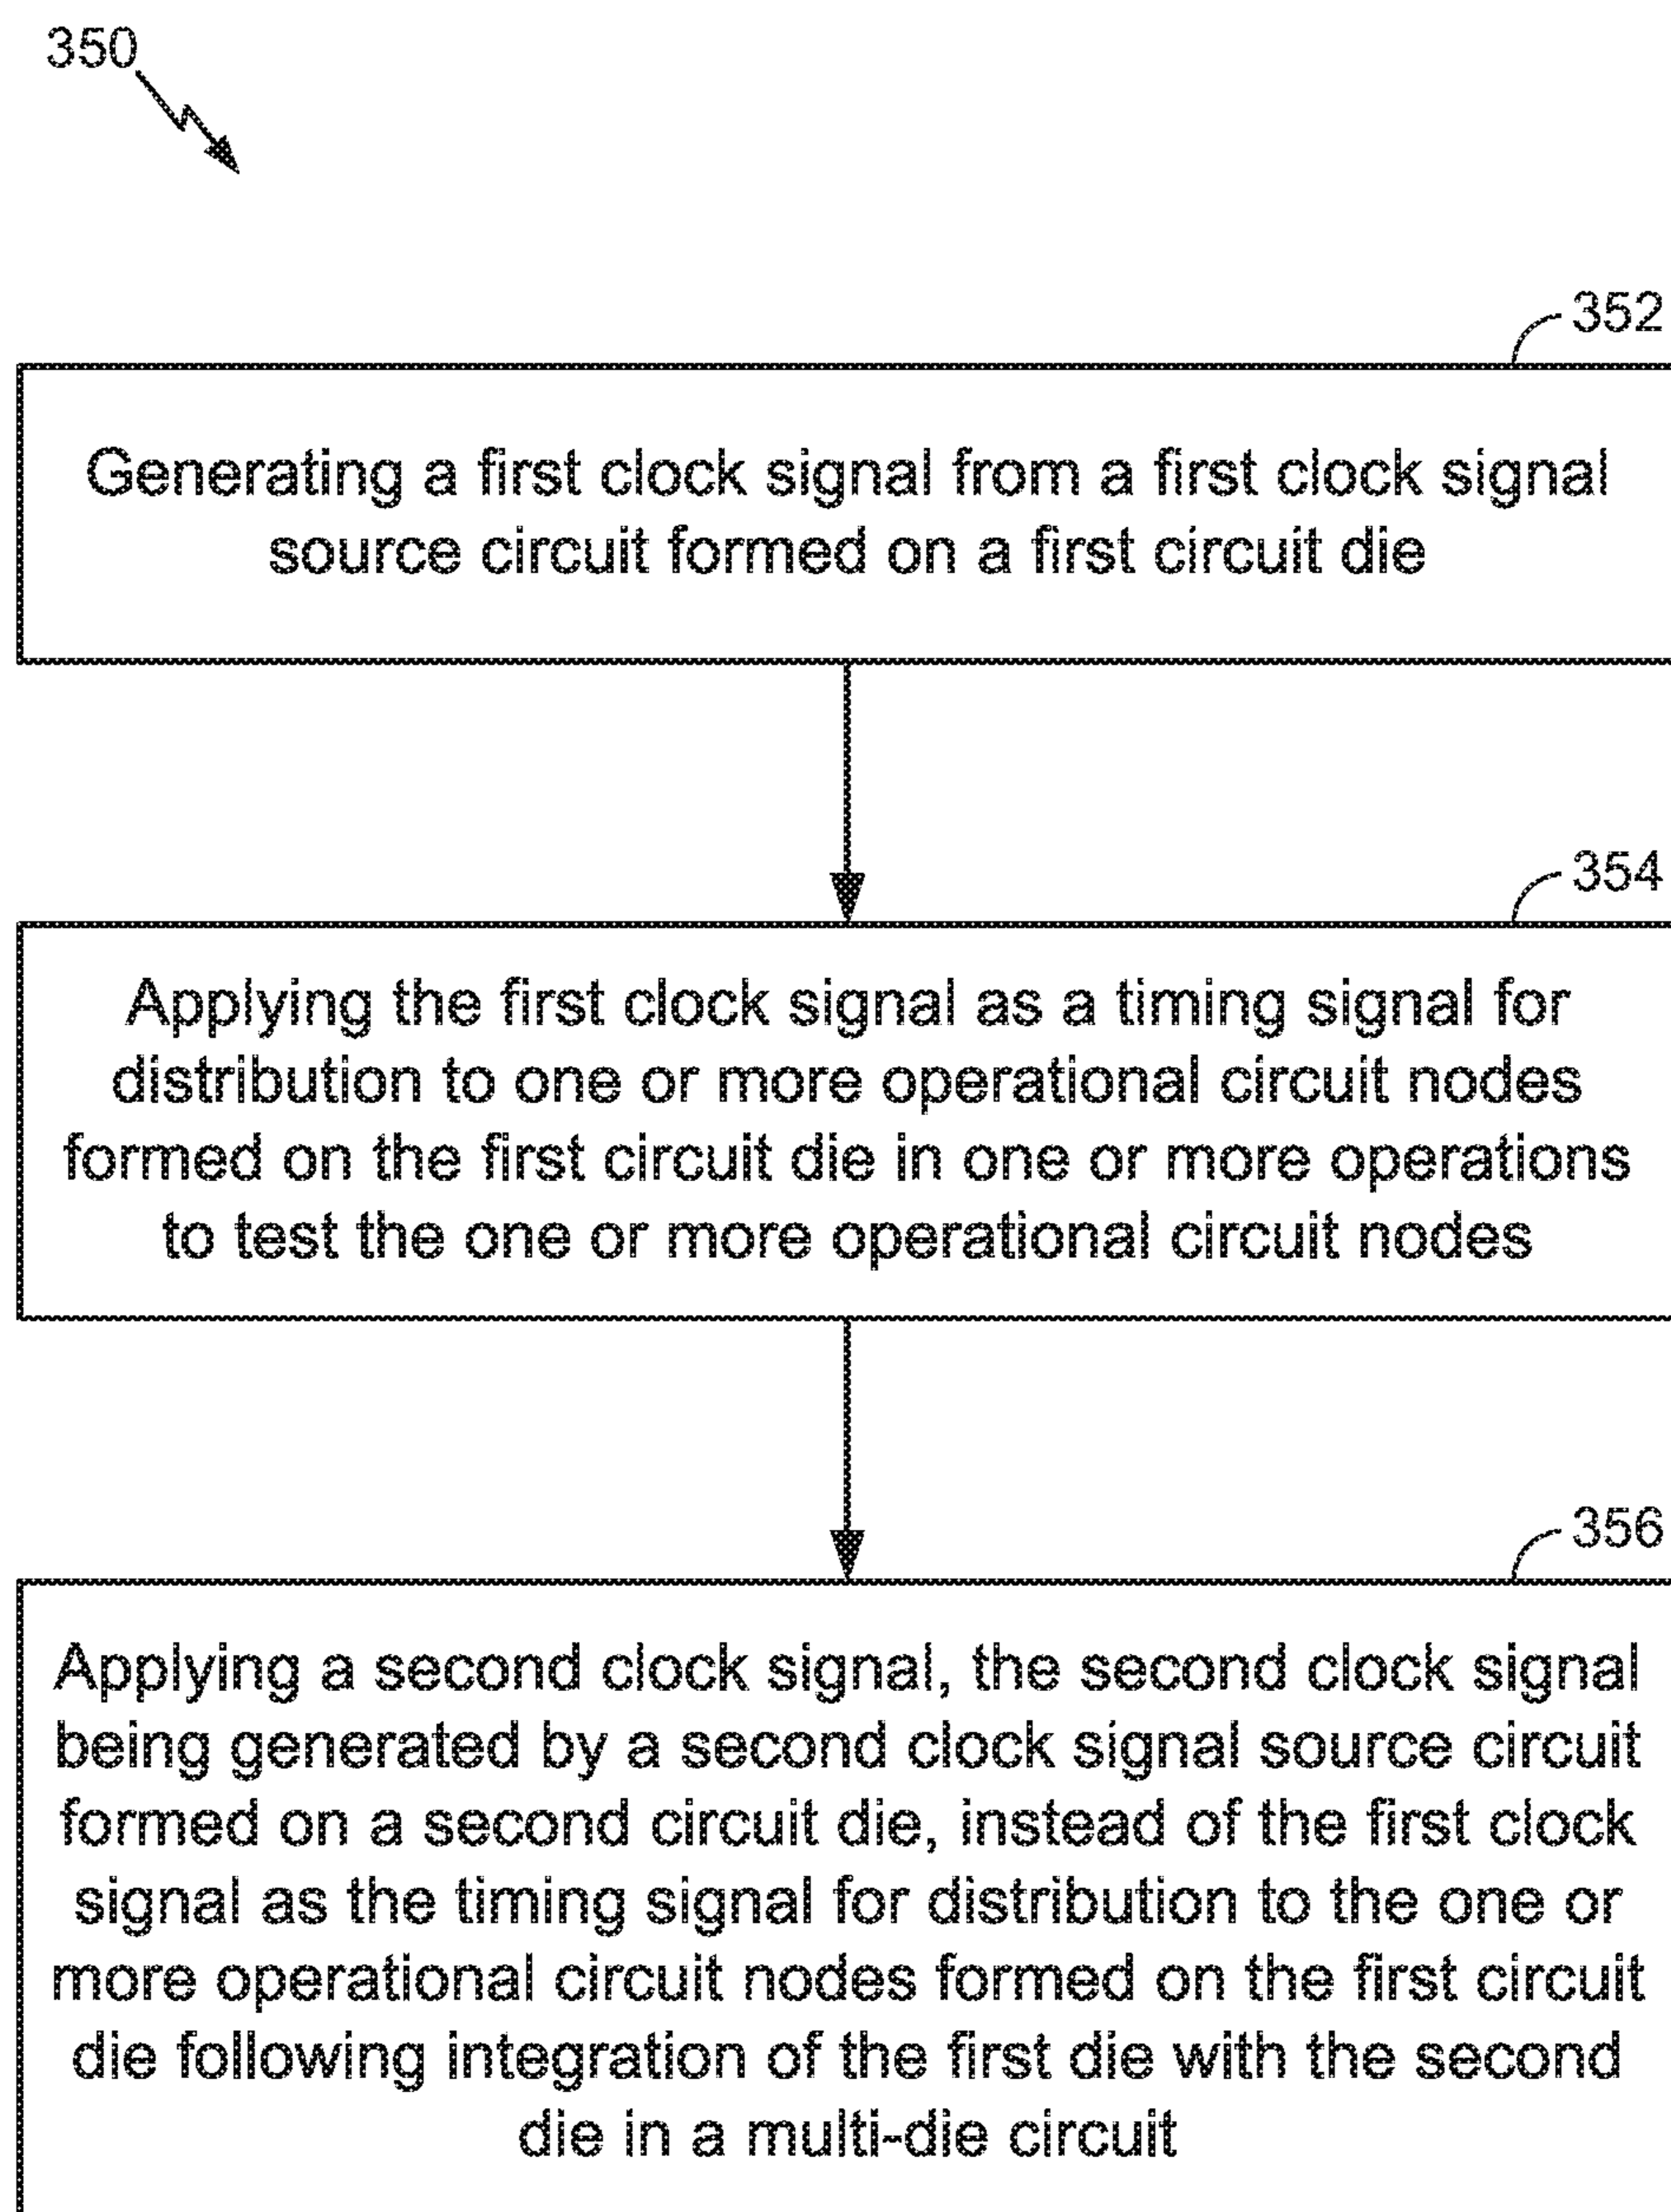 350
352
Generating a first clock signal from a first clock signal
source circuit formed on a first circuit die
354
Applying the first clock signal as a timing signal for
distribution to one or more operational circuit nodes
formed on the first circuit die in one or more operations
to test the one or more operational circuit nodes
356
Applying a second clock signal, the second clock signal
being generated by a second clock signal source circuit
formed on a second circuit die, instead of the first clock
signal as the timing signal for distribution to the one or
more operational circuit nodes formed on the first circuit
die following integration of the first die with the second
die in a multi-die circuit